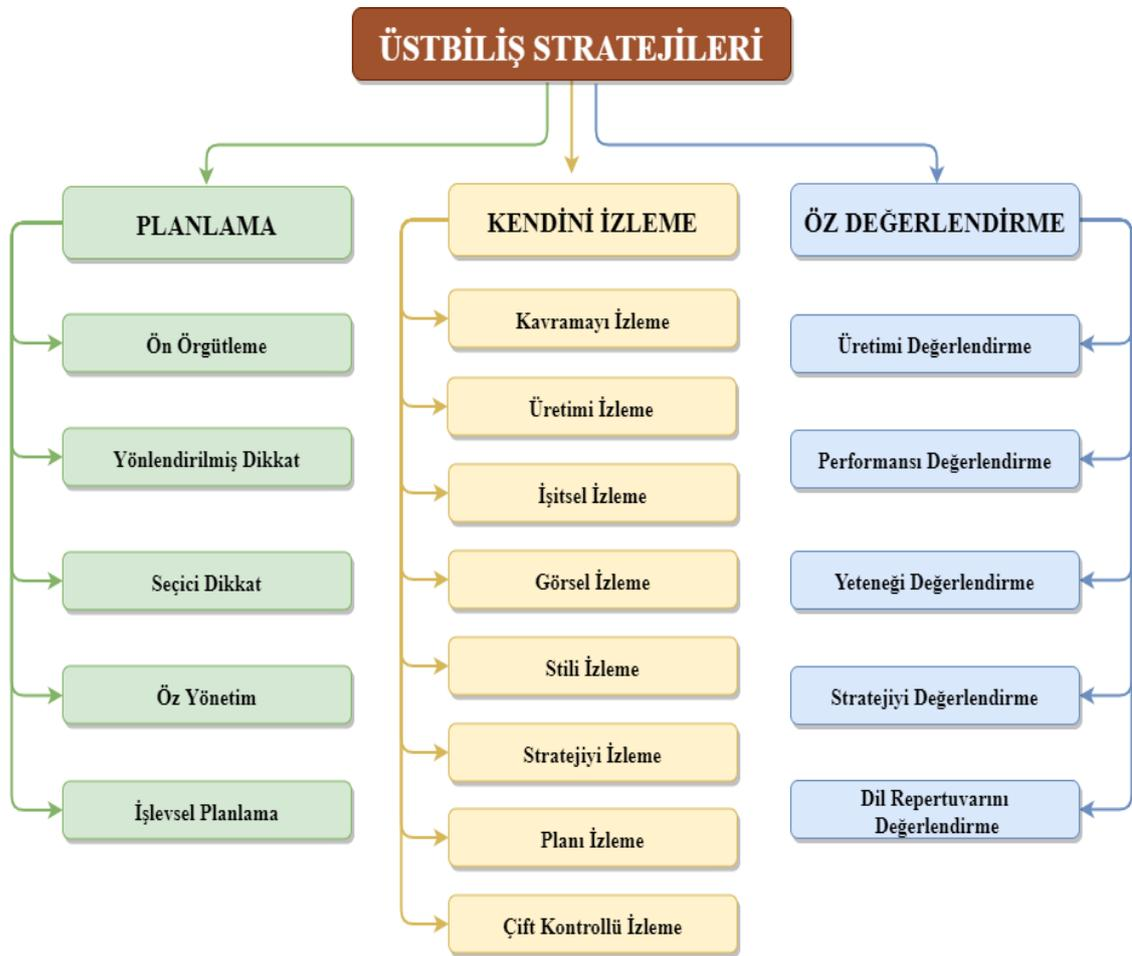 ÜSTBİLİŞ STRATEJİLERİ
PLANLAMA
Ön Örgütleme
Yönlendirilmiş Dikkat
Seçici Dikkat
Öz Yönetim
İşlevsel Planlama
KENDİNİ İZLEME
Kavramayı İzleme
Üretimi İzleme
İşitsel İzleme
Görsel İzleme
Stili İzleme
Stratejiyi İzleme
Planı İzleme
Çift Kontrollü İzleme
ÖZ DEĞERLENDİRME
Üretimi Değerlendirme
Performansı Değerlendirme
Yeteneği Değerlendirme
Stratejiyi Değerlendirme
Dil Repertuvarını
Değerlendirme